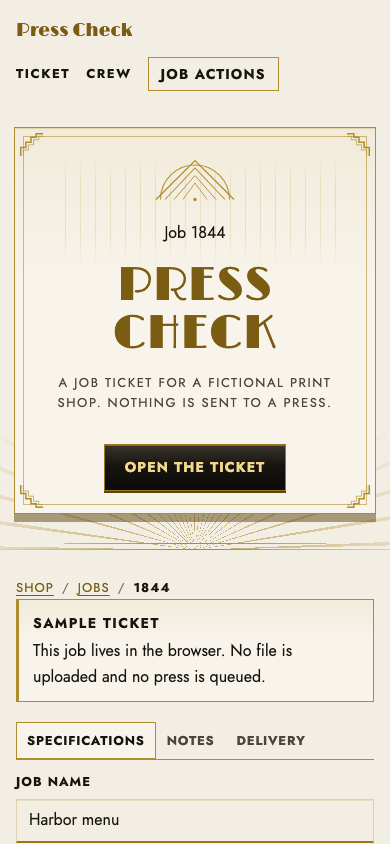 Press Check
TICKET CREW JOB ACTIONS
Job 1844
PRESS
CHECK
A JOB TICKET FOR A FICTIONAL PRINT
SHOP. NOTHING IS SENT TO A PRESS.
OPEN THE TICKET
SHOP / JOBS / 1844
SAMPLE TICKET
This job lives in the browser. No file is
uploaded and no press is queued.
SPECIFICATIONS NOTES DELIVERY
JOB NAME
Harbor menu